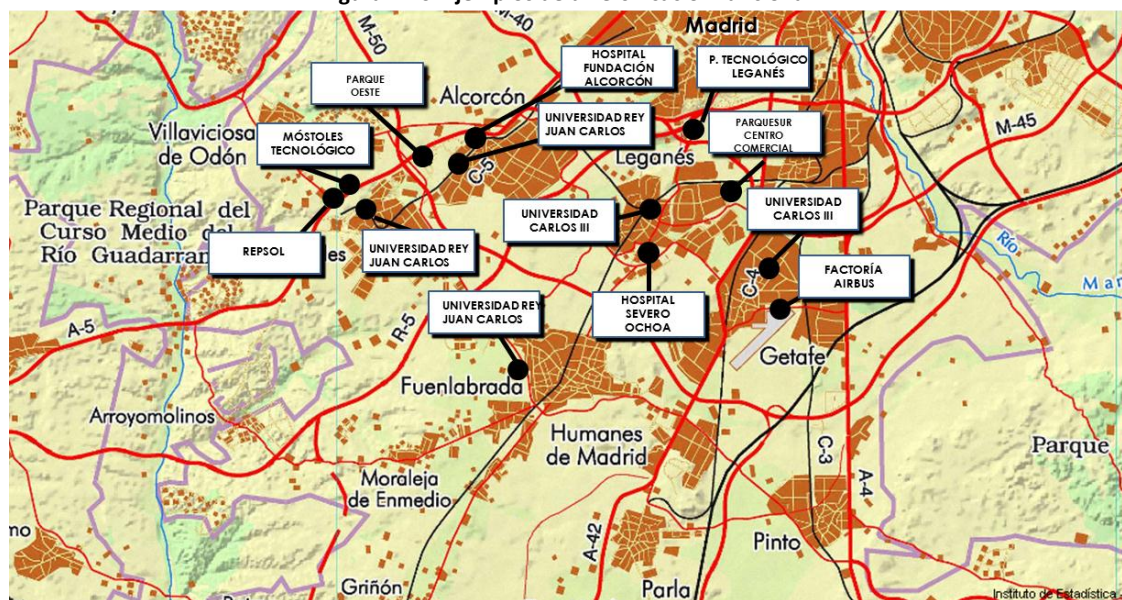 M-50
M-40
Madrid
HOSPITAL
FUNDACIÓN
ALCORCÓN
P. TECNOLÓGICO
LEGANÉS
PARQUE
OESTE
Alcorcón
UNIVERSIDAD REY
JUAN CARLOS
PARQUESUR
CENTRO
COMERCIAL
M-45
Villaviciosa
de Odón
MÓSTOLES
TECNOLÓGICO
C-5
Leganés
Parque Regional del
Curso Medio del
Río Guadarram
es
UNIVERSIDAD
CARLOS III
UNIVERSIDAD
CARLOS III
REPSOL
UNIVERSIDAD REY
JUAN CARLOS
Río
FACTORÍA
AIRBUS
C-4
Man
UNIVERSIDAD REY
JUAN CARLOS
HOSPITAL
SEVERO
OCHOA
A-5
R-5
Getafe
Fuenlabrada
Arroyomolinos
Humanes
de Madrid
C-3
A-4
Parque
Moraleja
de Enmedio
mo
A-42
Pinto
Griñón
Parla
Instituto de Estadística